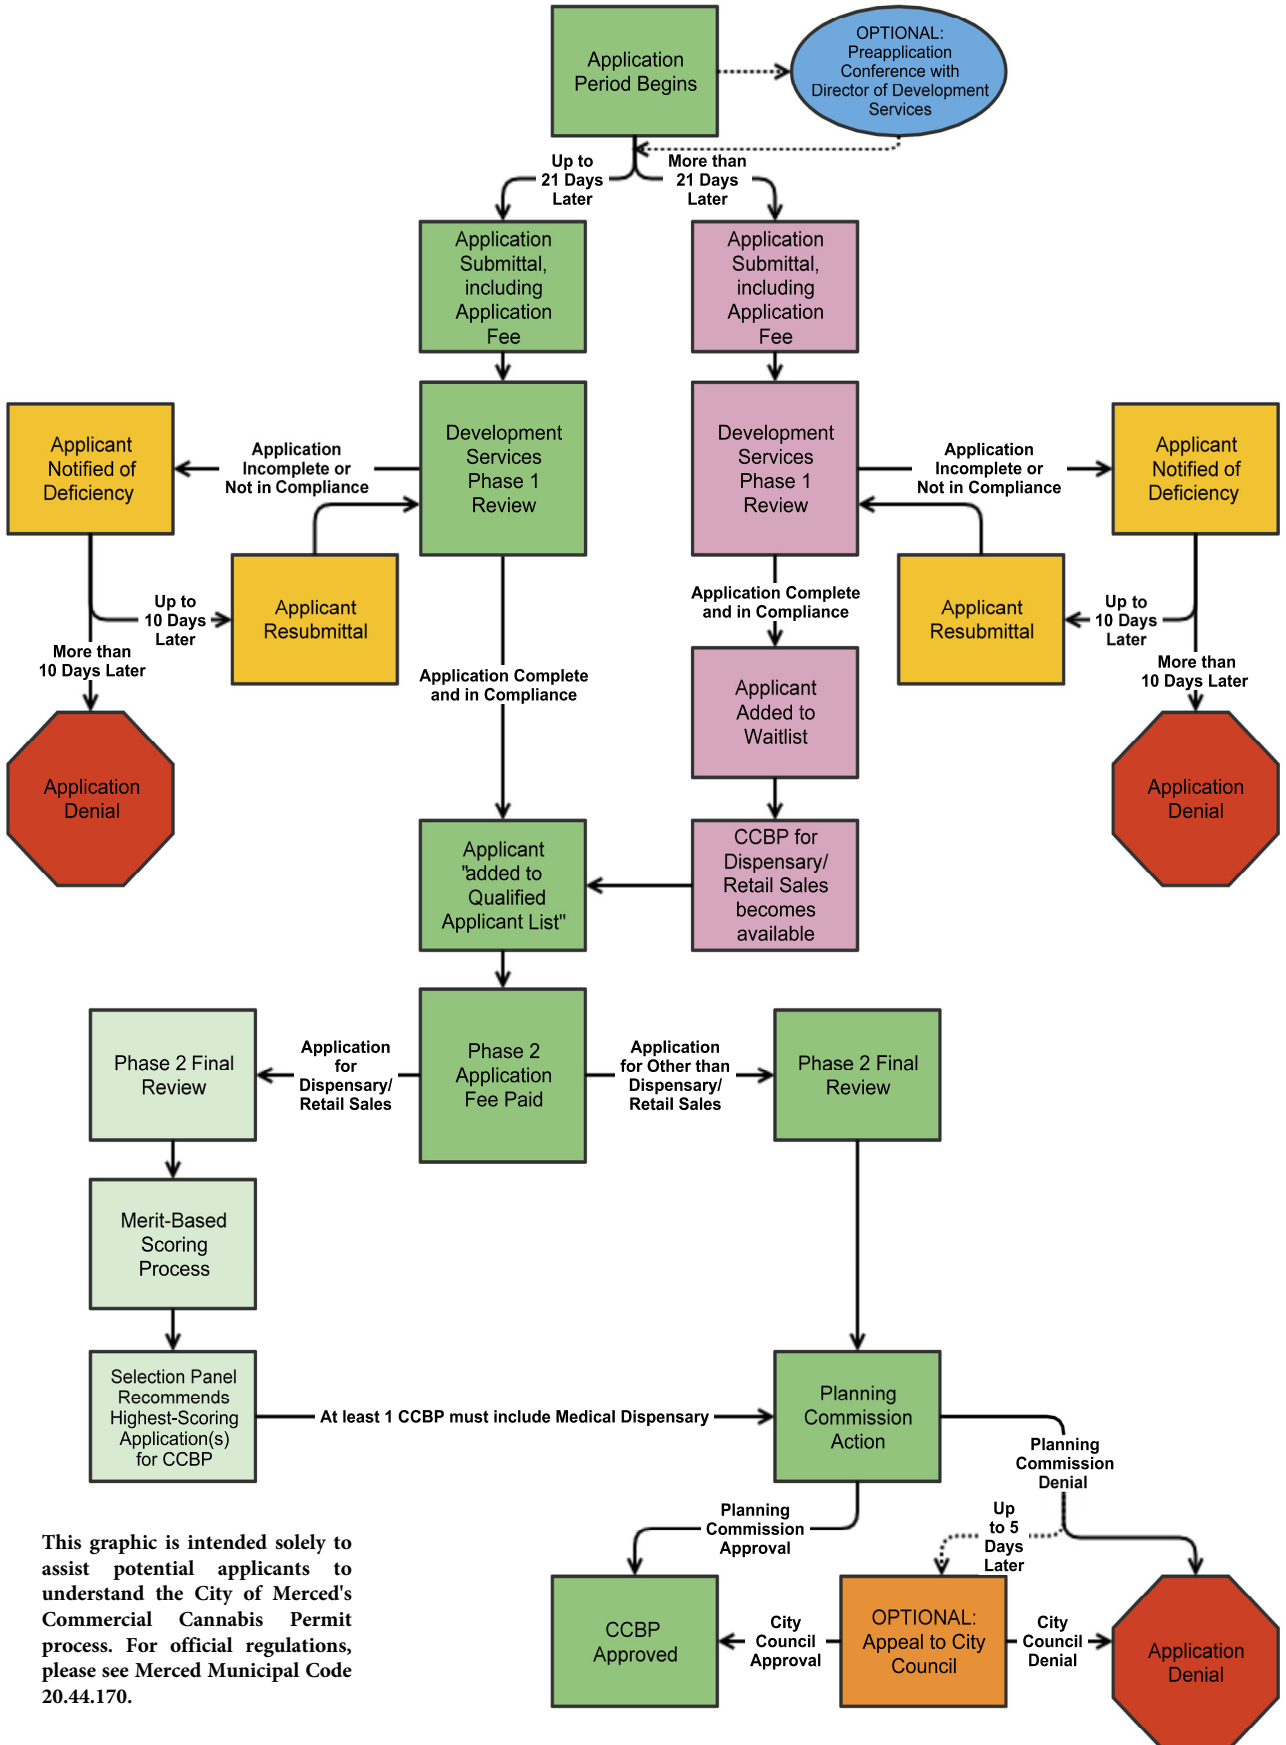 Application
Period Begins
OPTIONAL:
Preapplication
Conference with
Director of Development
Services
Up to
21 Days
Later
More than
21 Days
Later
Application
Submittal,
including
Application
Fee
Application
Submittal,
including
Application
Fee
Applicant
Notified of
Deficiency
Application
Incomplete or
Not in Compliance
Development
Services
Phase 1
Review
Development
Services
Phase 1
Review
Application
Incomplete or
Not in Compliance
Applicant
Notified of
Deficiency
Up to
10 Days
Later
Applicant
Resubmittal
More than
10 Days Later
Application Complete
and in Compliance
Application Complete
and in Compliance
Applicant
Resubmittal
Up to
10 Days
Later
More than
10 Days Later
Applicant
Added to
Waitlist
Application
Denial
Application
Denial
Applicant
"added to
Qualified
Applicant List"
CCBP for
Dispensary/
Retail Sales
becomes
available
Phase 2 Final
Review
Application
for
Dispensary/
Retail Sales
Phase 2
Application
Fee Paid
Application
for Other than
Dispensary/
Retail Sales
Phase 2 Final
Review
Merit-Based
Scoring
Process
Selection Panel
Recommends
Highest-Scoring
Application(s)
for CCBP
At least 1 CCBP must include Medical Dispensary
Planning
Commission
Action
Planning
Commission
Denial
Planning
Commission
Approval
Up
to 5
Days
Later
CCBP
Approved
City
Council
Approval
OPTIONAL:
Appeal to City
Council
City
Council
Denial
Application
Denial
This graphic is intended solely to
assist potential applicants to
understand the City of Merced's
Commercial Cannabis Permit
process. For official regulations,
please see Merced Municipal Code
20.44.170.